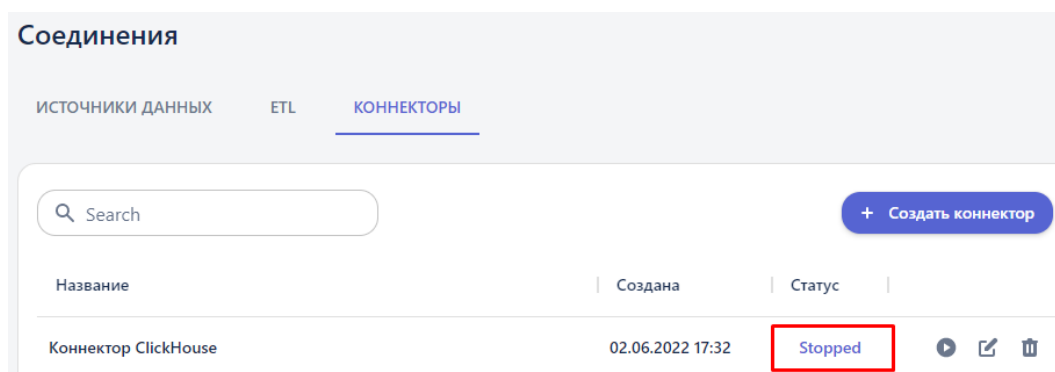 Соединения
ИСТОЧНИКИ ДАННЫХ ETL КОННЕКТОРЫ
Search + Создать коннектор
Название Создана Статус
Коннектор ClickHouse 02.06.2022 17:32 Stopped